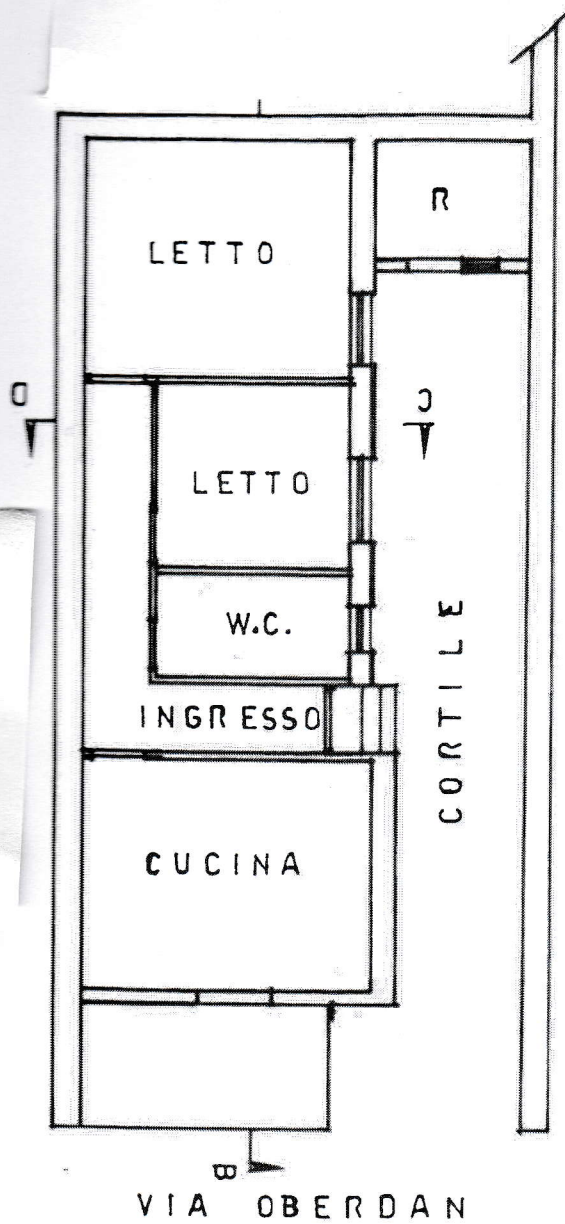 R
LETTO
D
C
LETTO
W.C.
CORTILE
INGRESSO
CUCINA
B
VIA OBERDAN